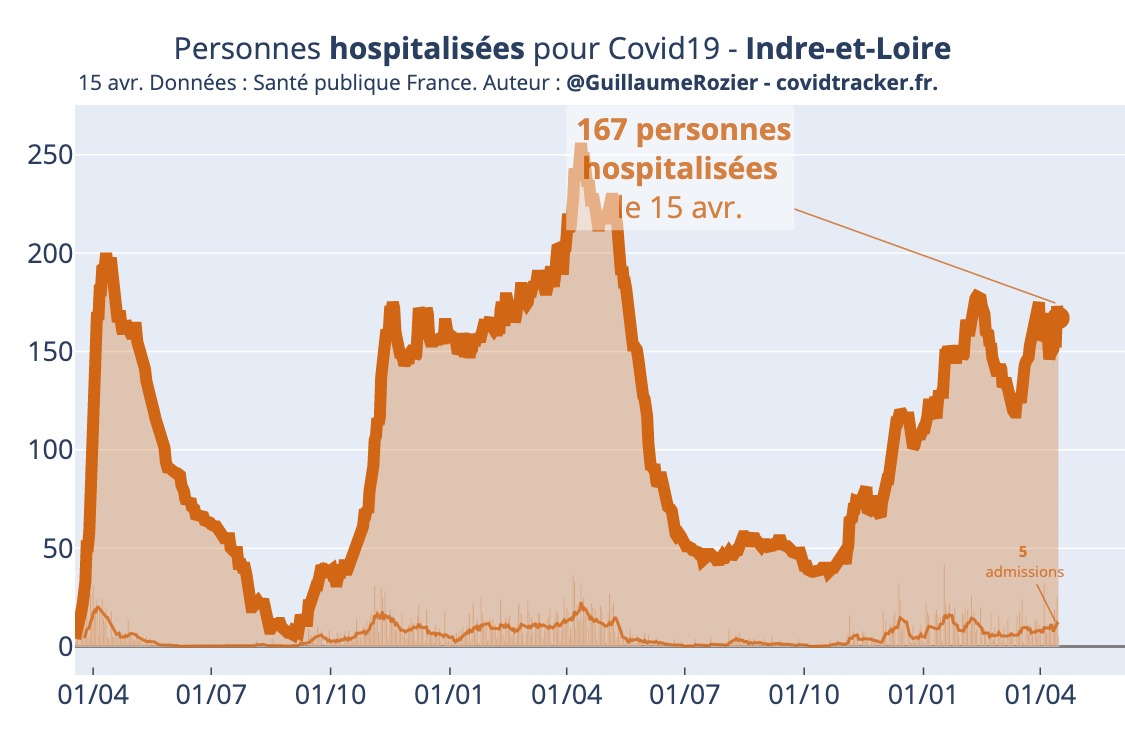 Personnes hospitalisées pour Covid19 - Indre-et-Loire
15 avr. Données : Santé publique France. Auteur : @GuillaumeRozier - covidtracker.fr.
167 personnes
hospitalisées
le 15 avr.
250
200
150
100
50
0
5
admissions
01/04 01/07 01/10 01/01 01/04 01/07 01/10 01/01 01/04